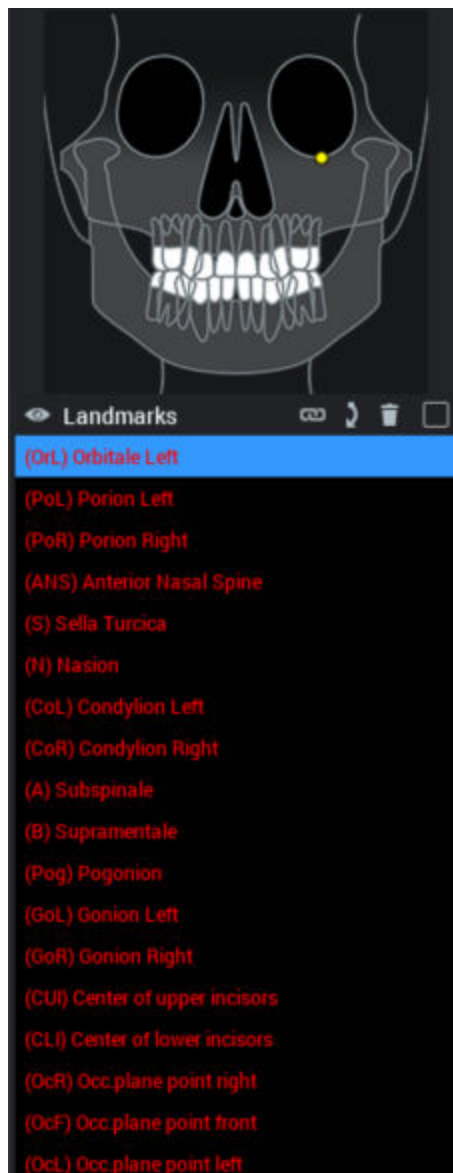 Landmarks
(OrL) Orbitale Left
(PoL) Porion Left
(PoR) Porion Right
(ANS) Anterior Nasal Spine
(S) Sella Turcica
(N) Nasion
(CoL) Condylion Left
(CoR) Condylion Right
(A) Subspinale
(B) Supramentale
(Pog) Pogonion
(GoL) Gonion Left
(GoR) Gonion Right
(CUI) Center of upper incisors
(CLI) Center of lower incisors
(OcR) Occ.plane point right
(OcF) Occ.plane point front
(OcL) Occ.plane point left